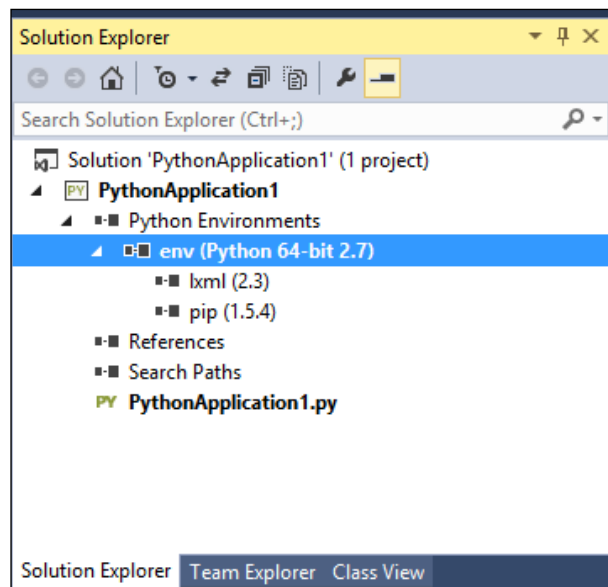 Solution Explorer
Search Solution Explorer (Ctrl+;)
Solution 'PythonApplication1' (1 project)
PY PythonApplication1
Python Environments
env (Python 64-bit 2.7)
lxml (2.3)
pip (1.5.4)
References
Search Paths
PY PythonApplication1.py
Solution Explorer Team Explorer Class View